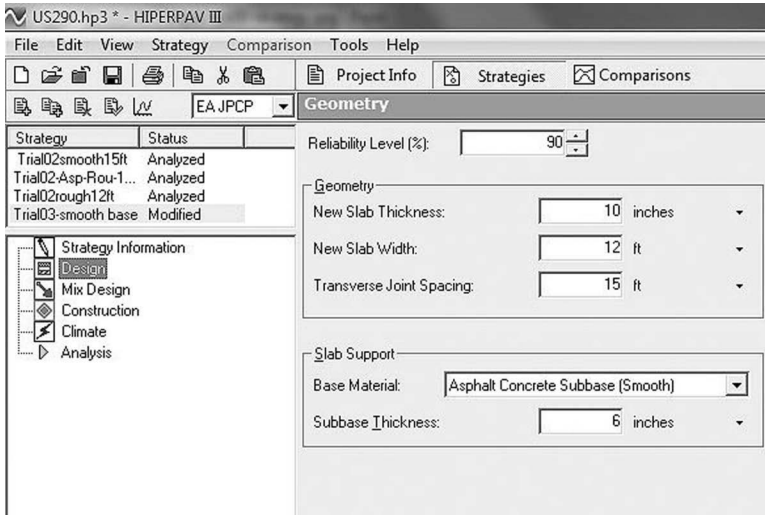 US290.hp3 * - HIPERPAV III
File Edit View Strategy Comparison Tools Help
Project Info Strategies Comparisons
EA JPCP
Geometry
Strategy Status
Trial02smooth15ft Analyzed
Trial02-Asp-Rou-1... Analyzed
Trial02rough12ft Analyzed
Trial03-smooth base Modified
Strategy Information
Design
Mix Design
Construction
Climate
Analysis
Reliability Level (%): 90
Geometry
New Slab Thickness: 10 inches
New Slab Width: 12 ft
Transverse Joint Spacing: 15 ft
Slab Support
Base Material: Asphalt Concrete Subbase (Smooth)
Subbase Thickness: 6 inches